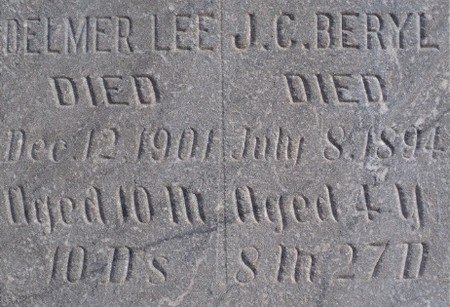 DELMER LEE
DIED
Dec. 12. 1901.
Aged 10 M
10 D's
J. C. BERYL
DIED
July 8. 1894
Aged 4 Y
8 M 27 D